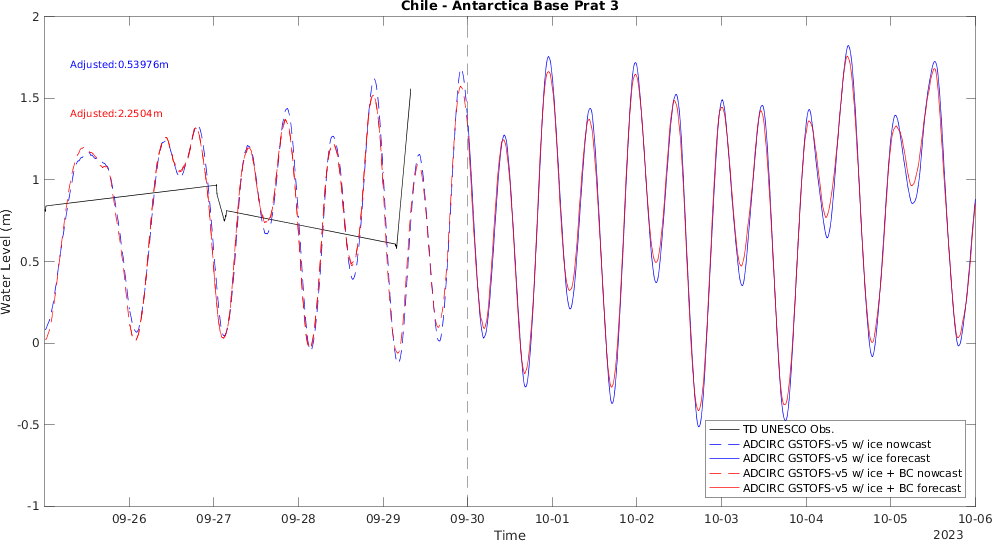 Chile - Antarctica Base Prat 3
Adjusted:0.53976m
Adjusted:2.2504m
Water Level (m)
2
1.5
1
0.5
0
-0.5
-1
TD UNESCO Obs.
ADCIRC GSTOFS-v5 w/ ice nowcast
ADCIRC GSTOFS-v5 w/ ice forecast
ADCIRC GSTOFS-v5 w/ ice + BC nowcast
ADCIRC GSTOFS-v5 w/ ice + BC forecast
09-26 09-27 09-28 09-29 09-30 10-01 10-02 10-03 10-04 10-05 10-06
Time
2023